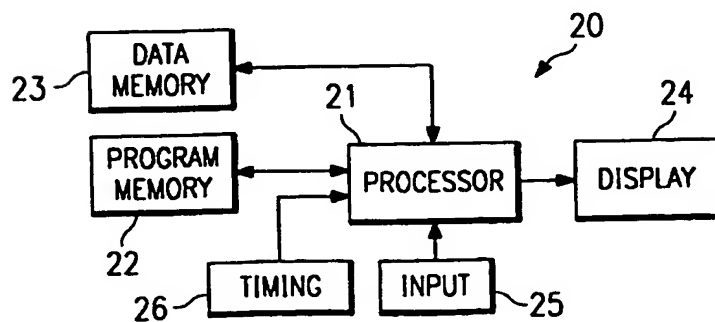 20
DATA
MEMORY
23
21
24
PROGRAM
MEMORY
PROCESSOR
DISPLAY
22
TIMING
INPUT
26
25